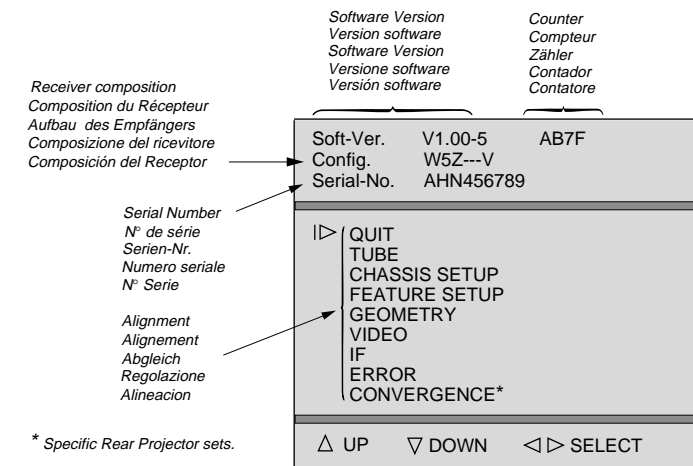 Software Version
Version software
Software Version
Versione software
Versión software
Counter
Compteur
Zähler
Contador
Contatore
Receiver composition
Composition du Récepteur
Aufbau des Empfängers
Composizione del ricevitore
Composición del Receptor
Serial Number
N° de série
Serien-Nr.
Numero seriale
N° Serie
Alignment
Alignement
Abgleich
Regolazione
Alineacion
* Specific Rear Projector sets.
Soft-Ver. V1.00-5 AB7F
Config. W5Z---V
Serial-No. AHN456789
QUIT
TUBE
CHASSIS SETUP
FEATURE SETUP
GEOMETRY
VIDEO
IF
ERROR
CONVERGENCE*
△ UP ▽ DOWN ◁ ▷ SELECT